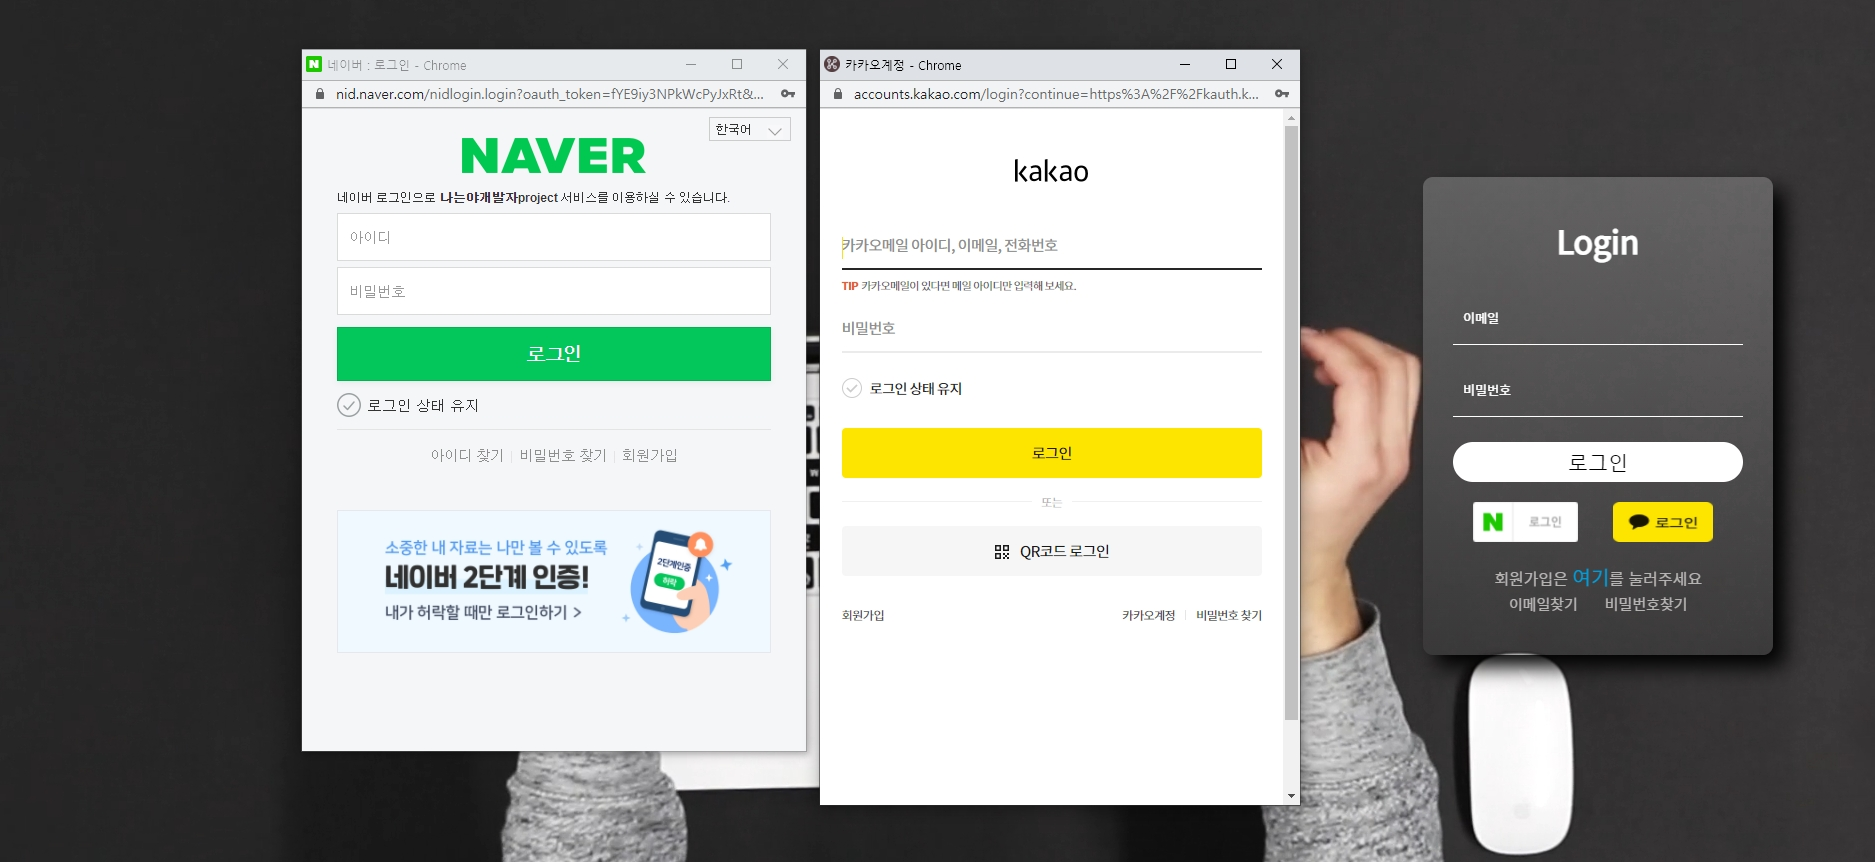 네이버 : 로그인 - Chrome
nid.naver.com/nidlogin.login?oauth_token=fYE9iy3NPkWcPyJxRt&...
한국어
NAVER
네이버 로그인으로 나는야개발자project 서비스를 이용하실 수 있습니다.
아이디
비밀번호
로그인
로그인 상태 유지
아이디 찾기 | 비밀번호 찾기 | 회원가입
소중한 내 자료는 나만 볼 수 있도록
네이버 2단계 인증!
내가 허락할 때만 로그인하기 >
2단계인증
허락
카카오계정 - Chrome
accounts.kakao.com/login?continue=https%3A%2F%2Fkauth.k...
kakao
카카오메일 아이디, 이메일, 전화번호
TIP 카카오메일이 있다면 메일 아이디만 입력해 보세요.
비밀번호
로그인 상태 유지
로그인
또는
QR코드 로그인
회원가입
카카오계정 | 비밀번호 찾기
Login
이메일
비밀번호
로그인
N 로그인
로그인
회원가입은 여기를 눌러주세요
이메일찾기 비밀번호찾기